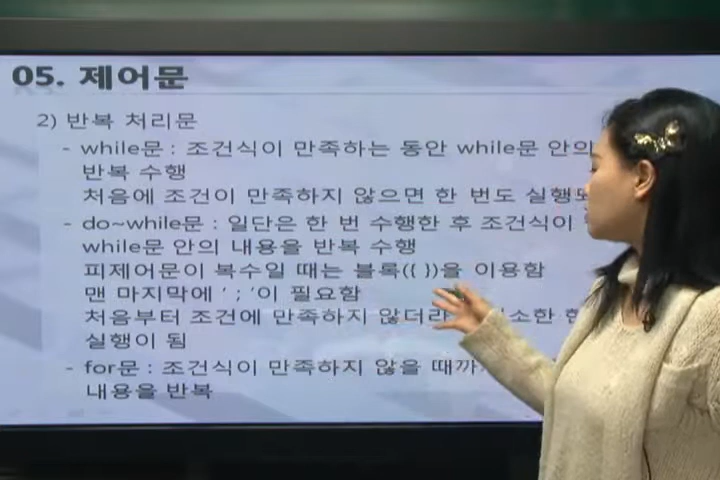 05. 제어문
2) 반복 처리문
- while문 : 조건식이 만족하는 동안 while문 안의
반복 수행
처음에 조건이 만족하지 않으면 한 번도
- do~while문 : 일단은 한 번 수행한 후 조건식이
while문 안의 내용을 반복 수행
피제어문이 복수일 때는 블록({ })을 이용함
맨 마지막에 ' ; '이 필요함
처음부터 조건에 만족하지 않더라
실행이 됨
- for문 : 조건식이 만족하지 않을
내용을 반복